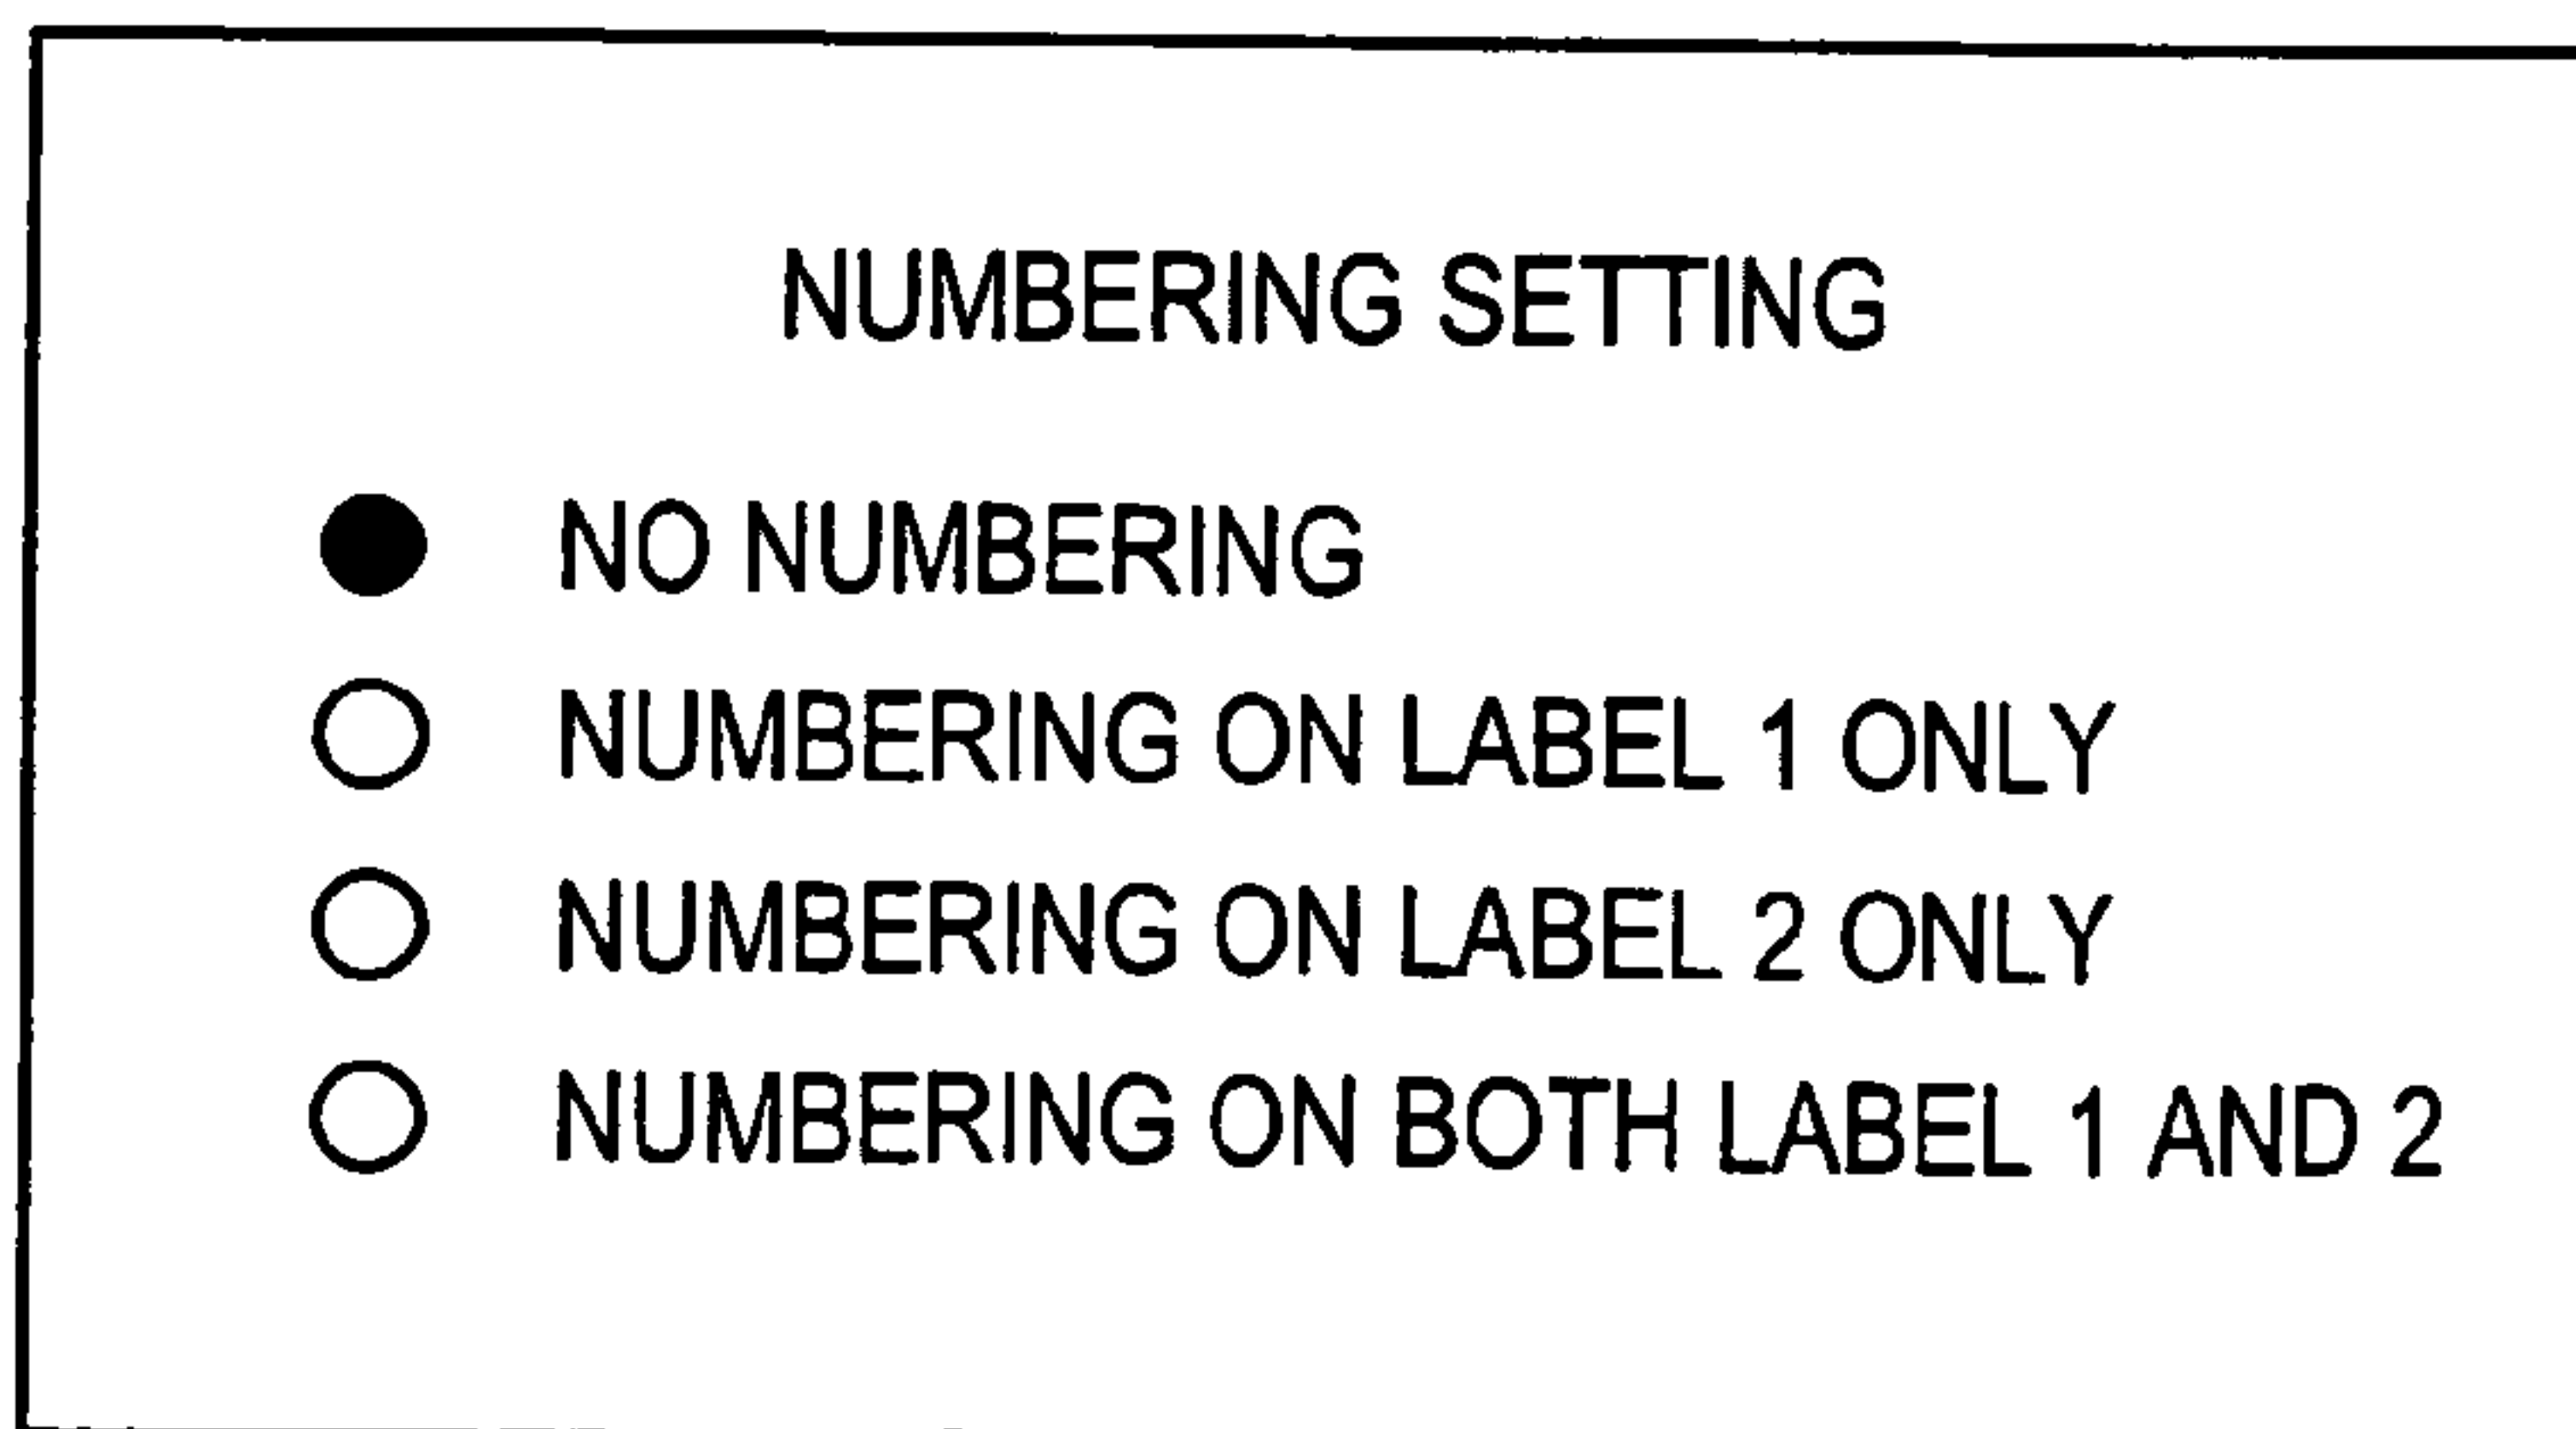 NUMBERING SETTING
NO NUMBERING
NUMBERING ON LABEL 1 ONLY
NUMBERING ON LABEL 2 ONLY
NUMBERING ON BOTH LABEL 1 AND 2